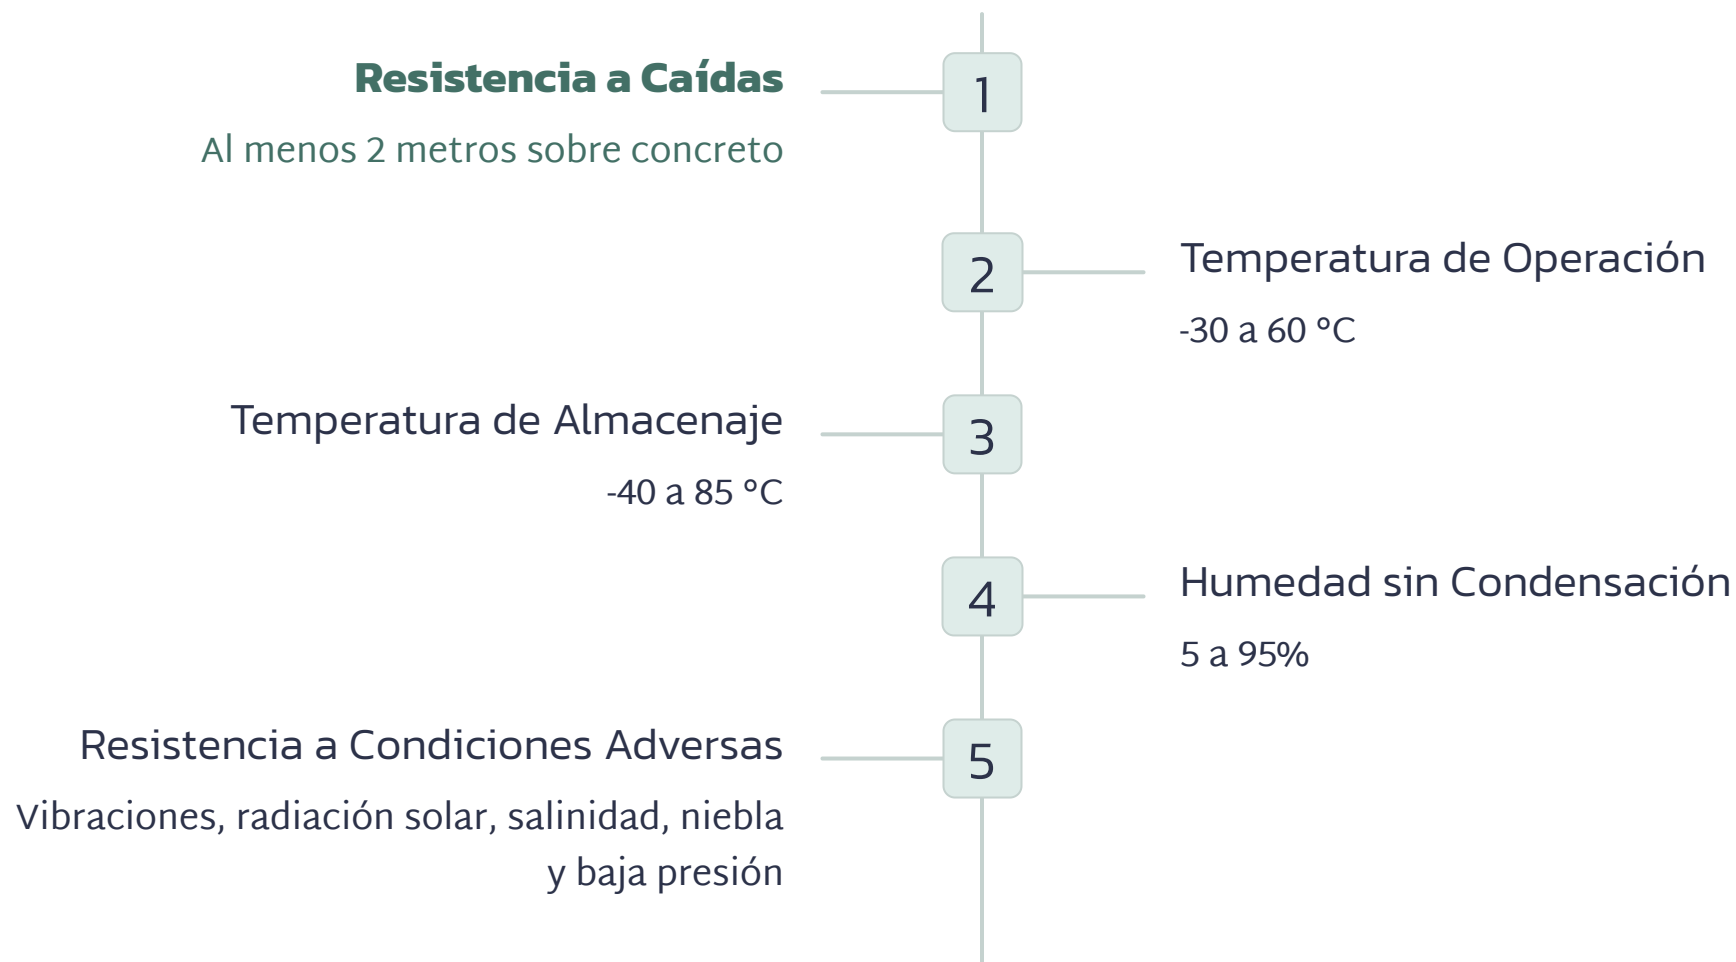 Resistencia a Caídas
1
Al menos 2 metros sobre concreto
2
Temperatura de Operación
-30 a 60 °C
Temperatura de Almacenaje
3
-40 a 85 °C
4
Humedad sin Condensación
5 a 95%
Resistencia a Condiciones Adversas
5
Vibraciones, radiación solar, salinidad, niebla
y baja presión